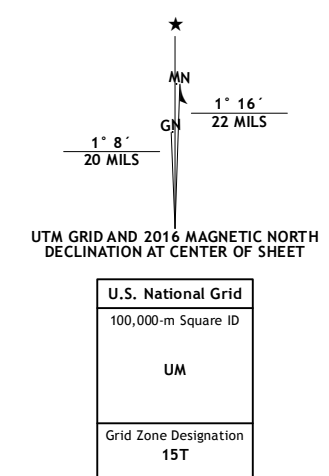 ★
MN
1° 16´
22 MILS
GN
1° 8´
20 MILS
UTM GRID AND 2016 MAGNETIC NORTH
DECLINATION AT CENTER OF SHEET
U.S. National Grid
100,000-m Square ID
UM
Grid Zone Designation
15T